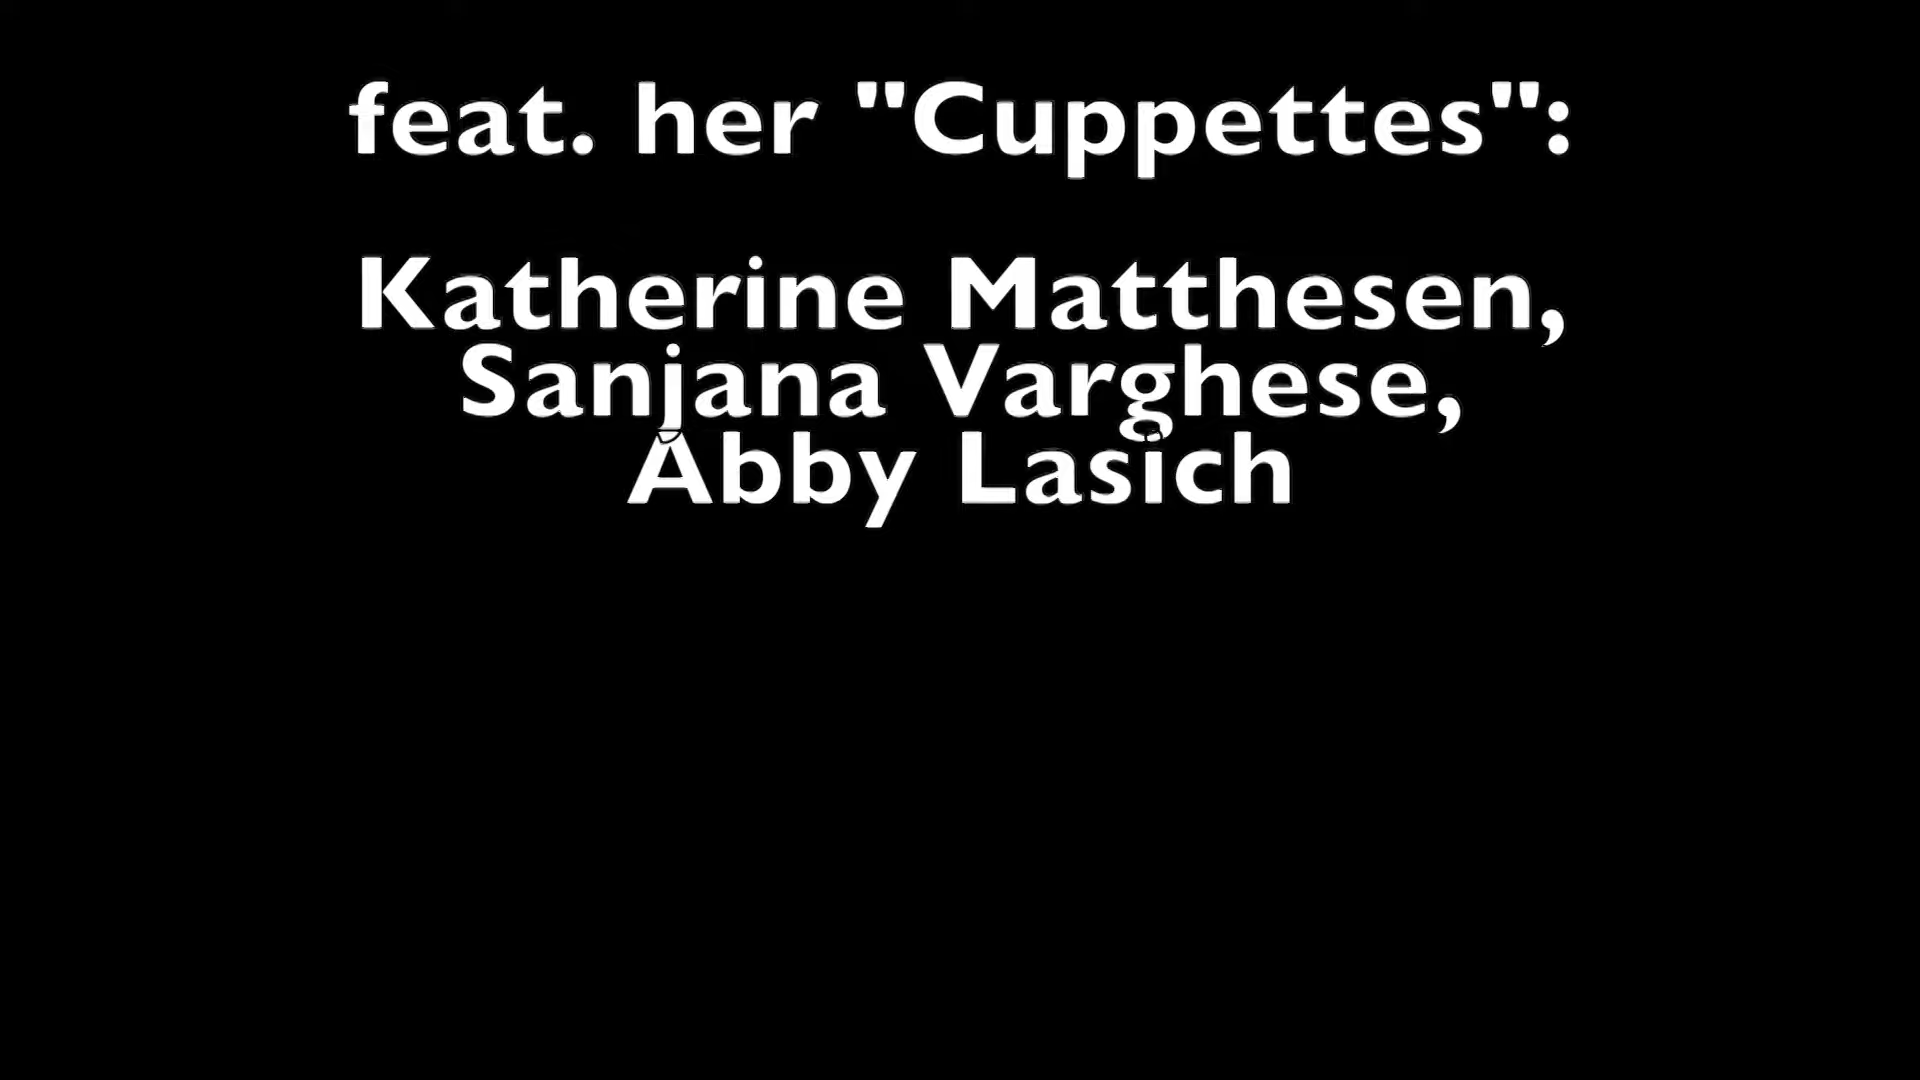 feat. her "Cuppettes":
Katherine Matthesen,
Sanjana Varghese,
Abby Lasich